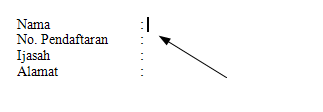 Nama :
No. Pendaftaran :
Ijasah :
Alamat :